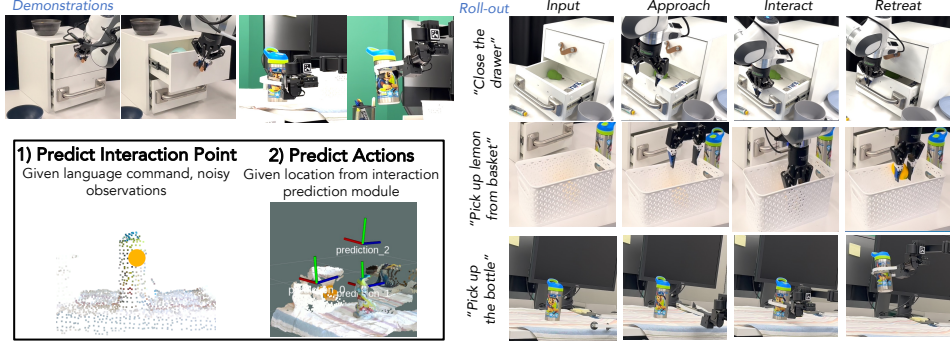 Demonstrations
1) Predict Interaction Point
Given language command, noisy
observations
2) Predict Actions
Given location from interaction
prediction module
prediction_2
Roll-out
Input
Approach
Interact
Retreat
"Close the
drawer"
"Pick up lemon
from basket"
"Pick up
the bottle"